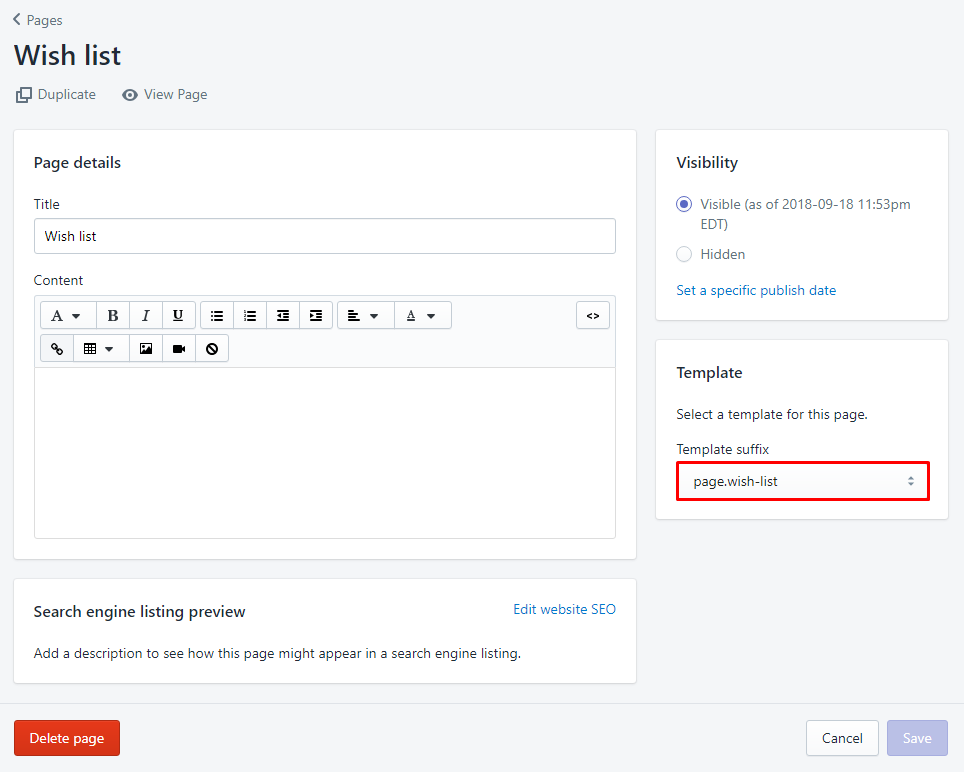 Pages
Wish list
Duplicate
View Page
Page details
Title
Wish list
Content
A
B
I
U
A
<>
Search engine listing preview
Edit website SEO
Add a description to see how this page might appear in a search engine listing.
Visibility
Visible (as of 2018-09-18 11:53pm
EDT)
Hidden
Set a specific publish date
Template
Select a template for this page.
Template suffix
page.wish-list
Delete page
Cancel
Save